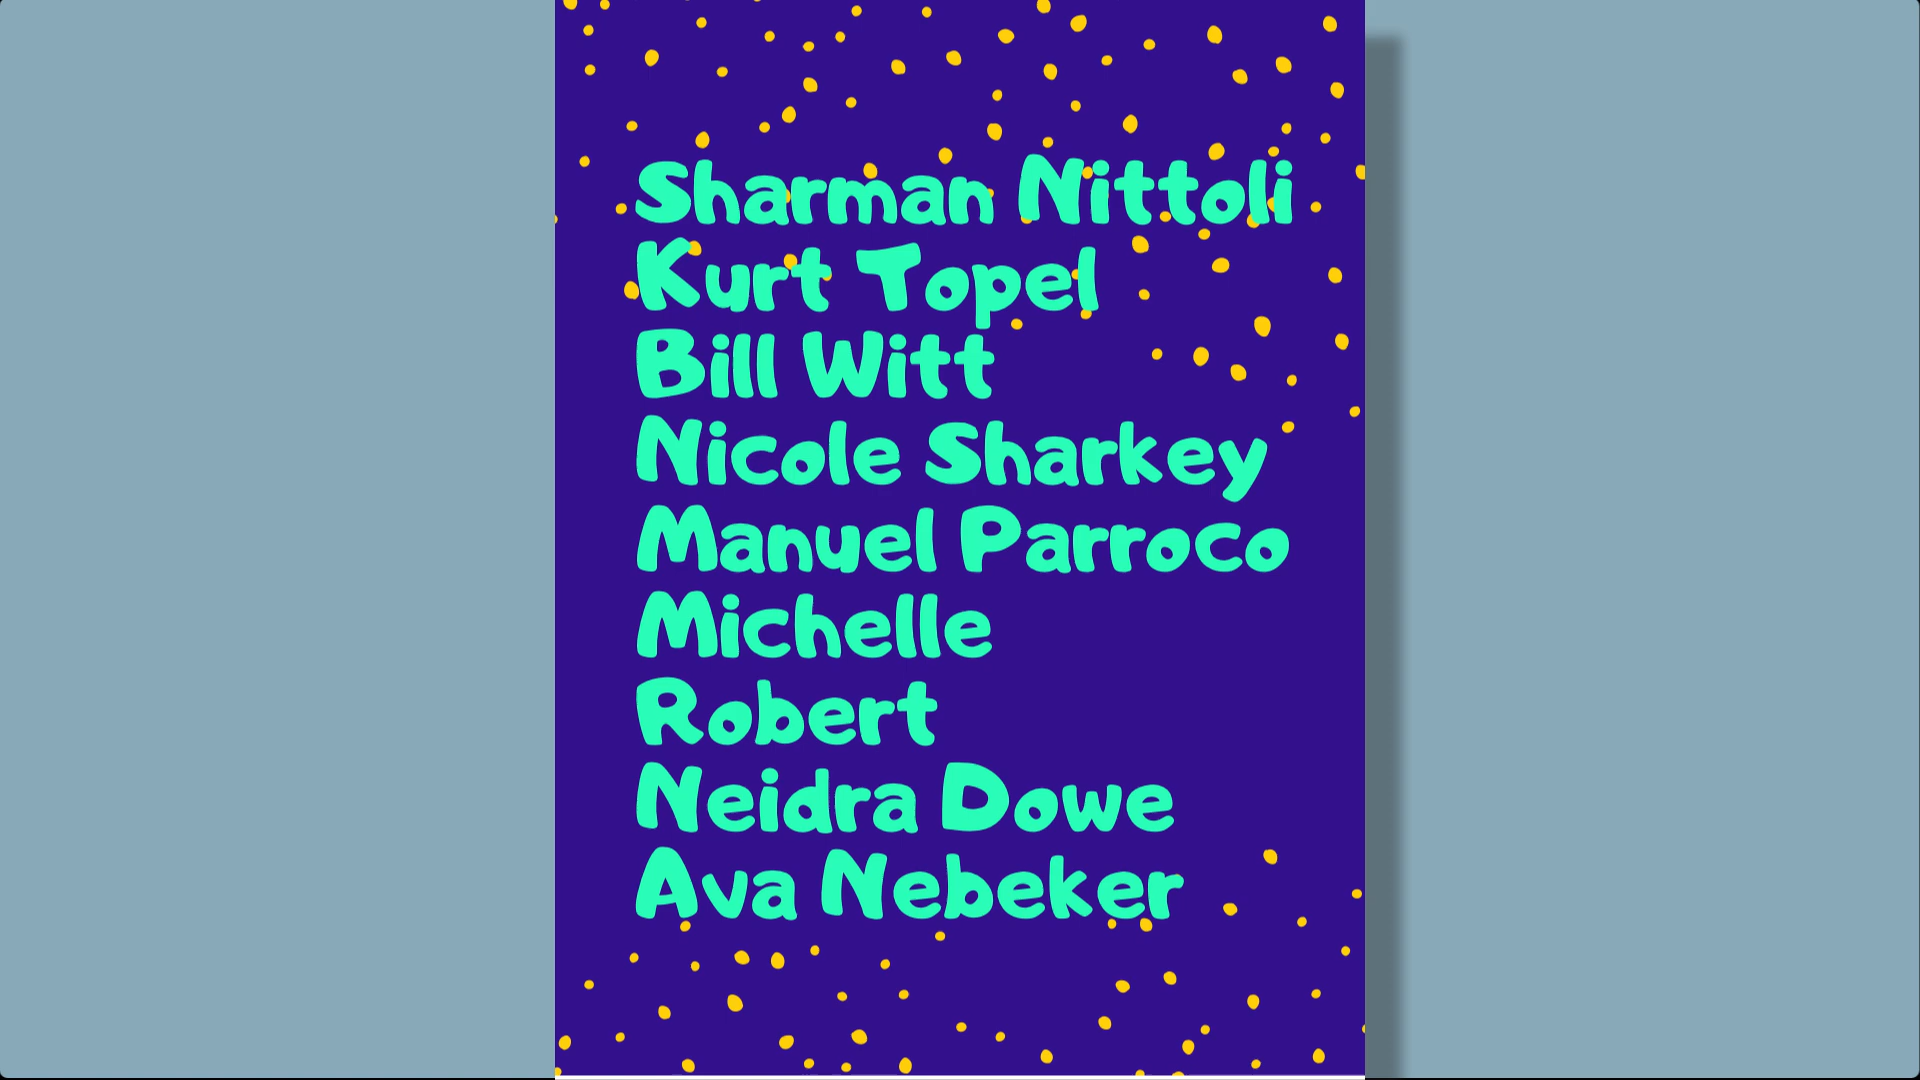 Sharman Nittoli
Kurt Topel
Bill Witt
Nicole Sharkey
Manuel Parroco
Michelle
Robert
Neidra Dowe
Ava Nebeker